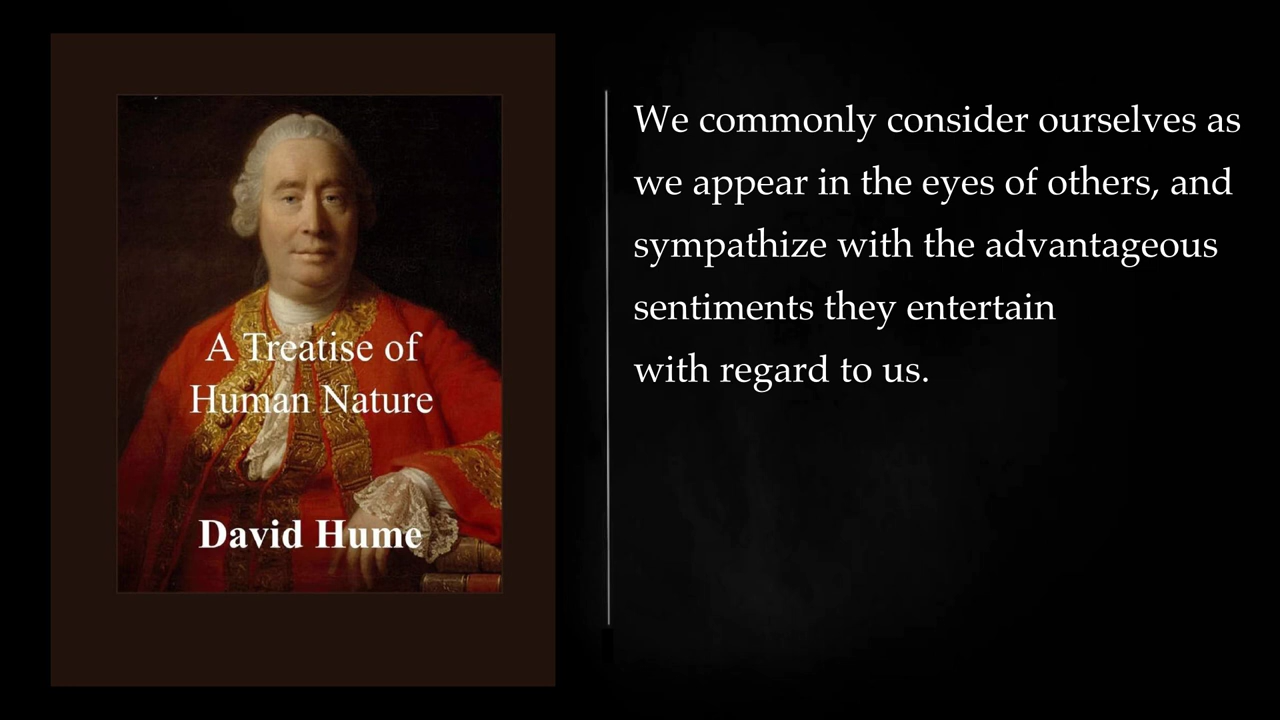 A Treatise of
Human Nature
David Hume
We commonly consider ourselves as
we appear in the eyes of others, and
sympathize with the advantageous
sentiments they entertain
with regard to us.